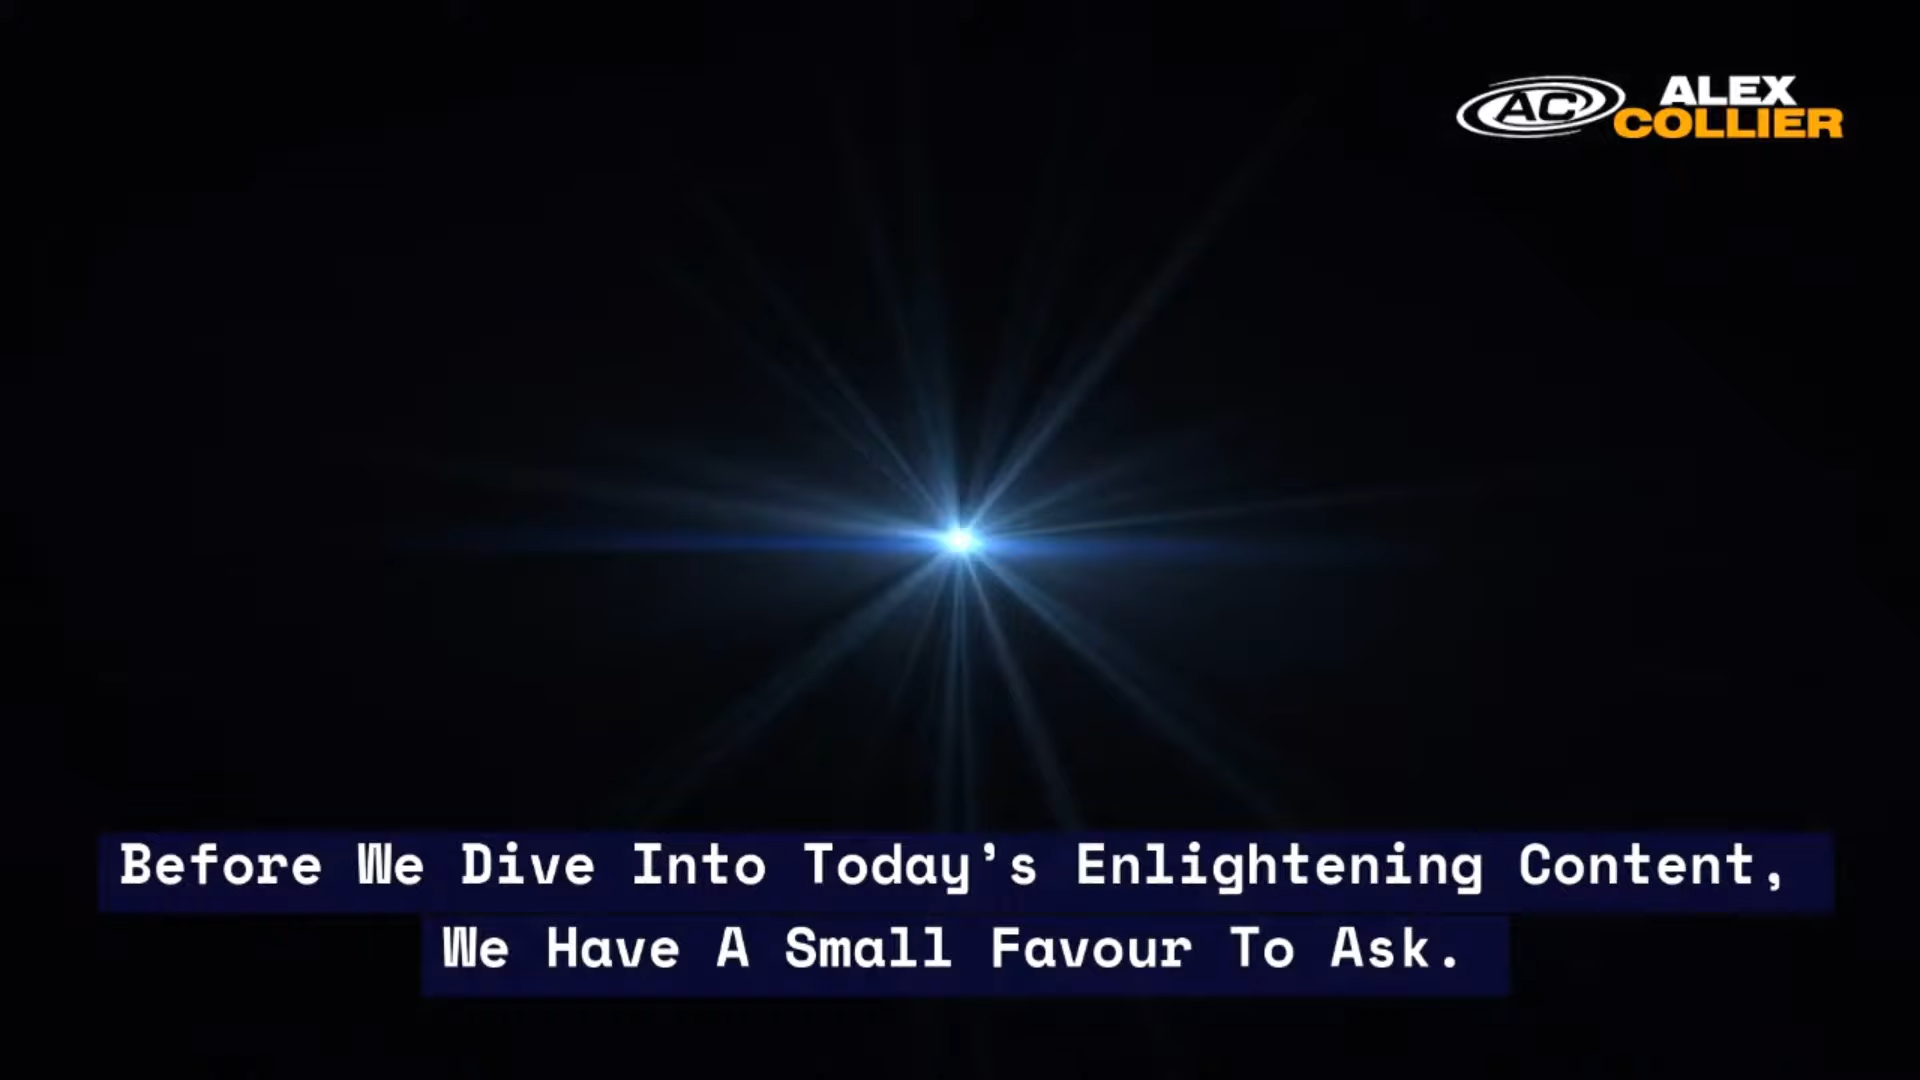 AC ALEX
COLLIER
Before We Dive Into Today's Enlightening Content,
We Have A Small Favour To Ask.